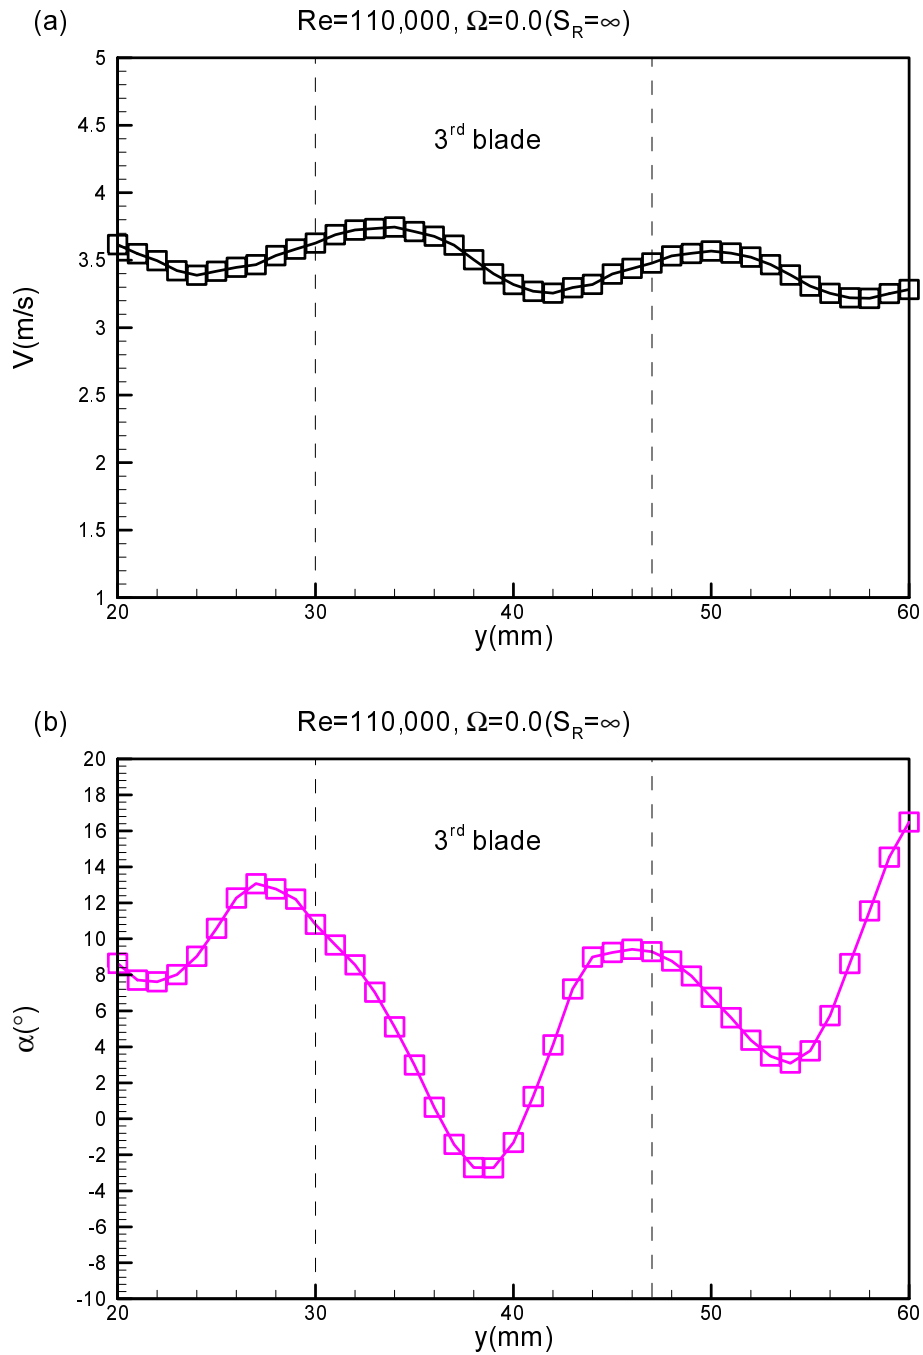 (a) Re=110,000, Ω=0.0(S_R=∞)
5
4.5
3rd blade
4
3.5
V(m/s)
3
2.5
2
1.5
1
20 30 40 50 60
y(mm)
(b) Re=110,000, Ω=0.0(S_R=∞)
20
18
16
3rd blade
14
12
10
8
6
α(°)
4
2
0
-2
-4
-6
-8
-10
20 30 40 50 60
y(mm)